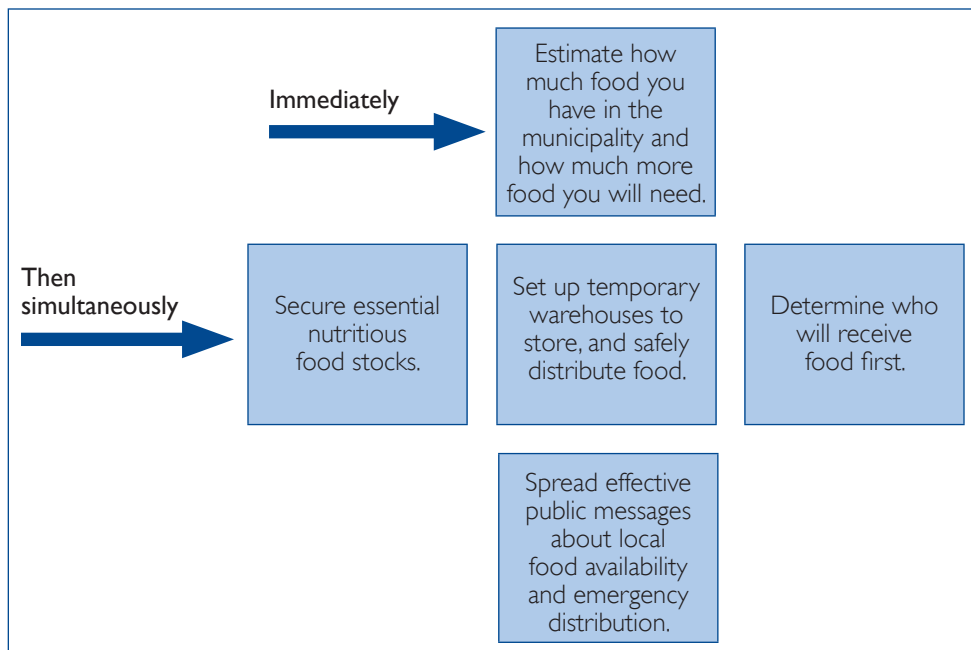 Immediately
Estimate how
much food you
have in the
municipality and
how much more
food you will need.
Then
simultaneously
Secure essential
nutritious
food stocks.
Set up temporary
warehouses to
store, and safely
distribute food.
Determine who
will receive
food first.
Spread effective
public messages
about local
food availability
and emergency
distribution.